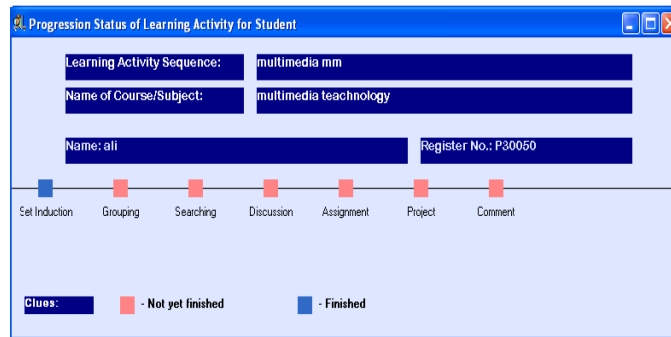 Progression Status of Learning Activity for Student
Learning Activity Sequence: multimedia mm
Name of Course/Subject: multimedia teachnology
Name: ali Register No.: P30050
Set Induction Grouping Searching Discussion Assignment Project Comment
Clues: - Not yet finished - Finished